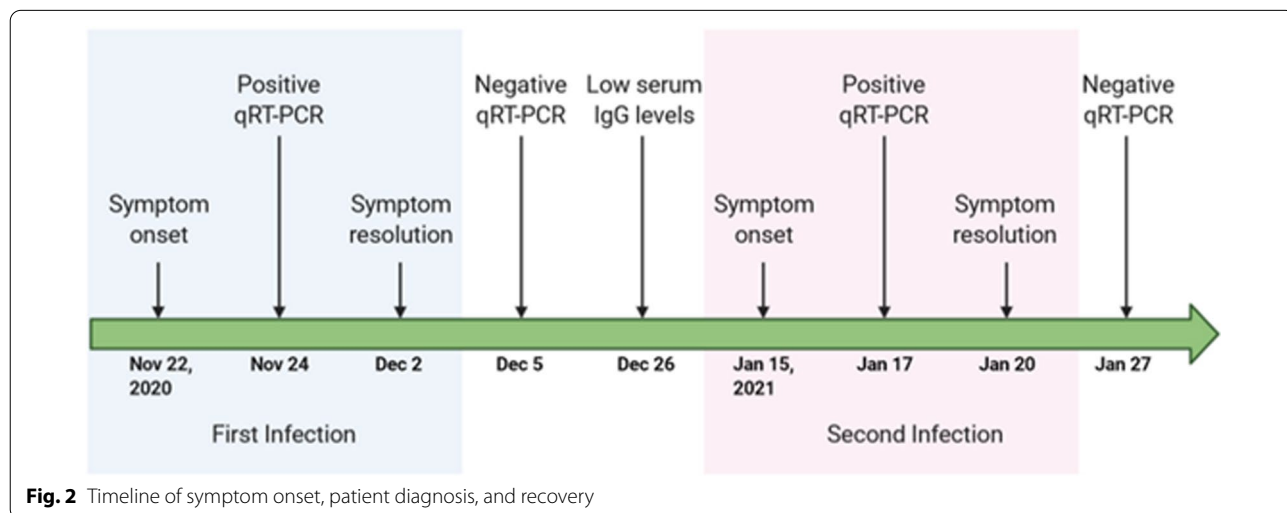 Positive
qRT-PCR
Negative
qRT-PCR
Low serum
IgG levels
Positive
qRT-PCR
Negative
qRT-PCR
Symptom
onset
Symptom
resolution
Symptom
onset
Symptom
resolution
Nov 22,
2020
Nov 24
Dec 2
Dec 5
Dec 26
Jan 15,
2021
Jan 17
Jan 20
Jan 27
First Infection
Second Infection
Fig. 2 Timeline of symptom onset, patient diagnosis, and recovery